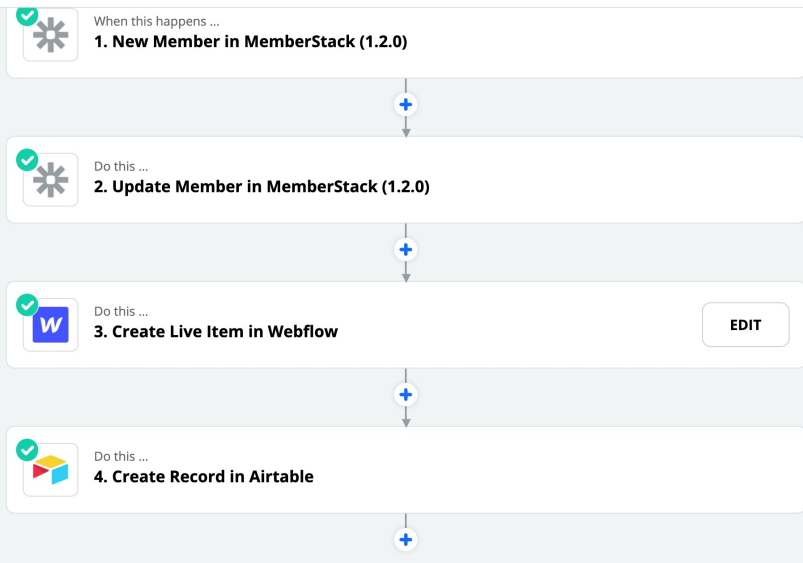 When this happens ...
1. New Member in MemberStack (1.2.0)
Do this ...
2. Update Member in MemberStack (1.2.0)
Do this ...
3. Create Live Item in Webflow
EDIT
Do this ...
4. Create Record in Airtable